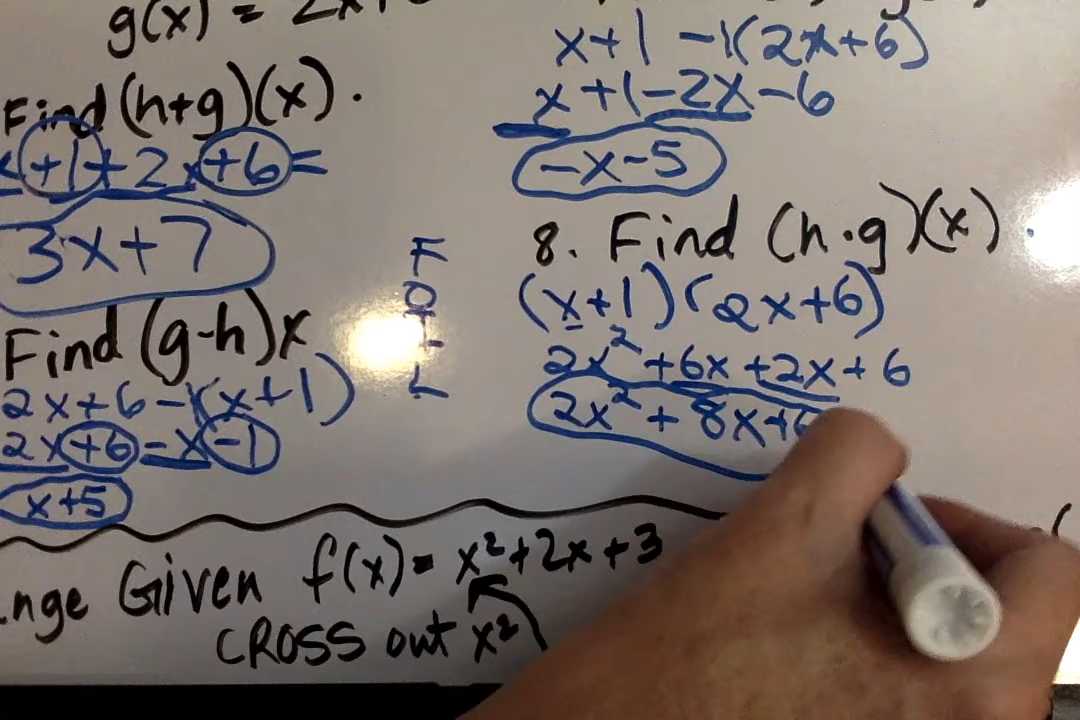 g(x) = 2x+6
Find (h+g)(x).
x+1+2x+6=
3x+7
Find (g-h)x
2x+6-1(x+1)
2x+6-x-1
x+5
F
O
I
L
x+1-1(2x+6)
x+1-2x-6
-x-5
8. Find (h·g)(x).
(x+1)(2x+6)
2x²+6x+2x+6
2x²+8x+6
Given f(x)=x²+2x+3
CROSS out x²